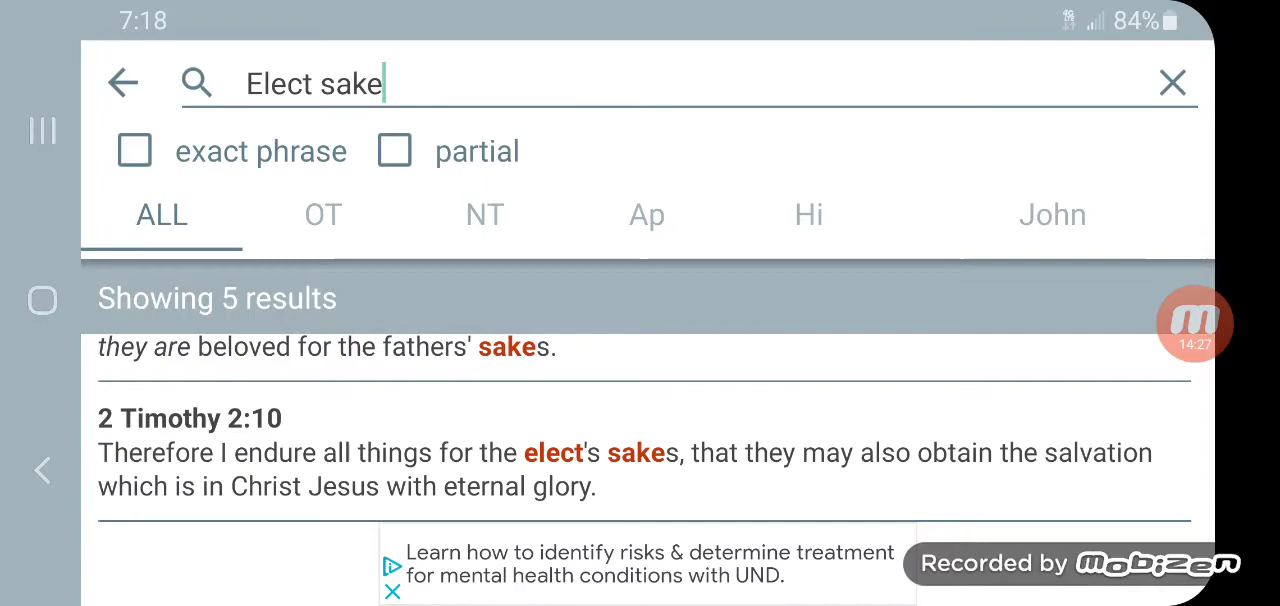 7:18
4G
84%
Elect sake
exact phrase
partial
ALL OT NT Ap Hi John
Showing 5 results
they are beloved for the fathers' sakes.
2 Timothy 2:10
Therefore I endure all things for the elect's sakes, that they may also obtain the salvation
which is in Christ Jesus with eternal glory.
14:27
Learn how to identify risks & determine treatment
for mental health conditions with UND.
Recorded by mobizen